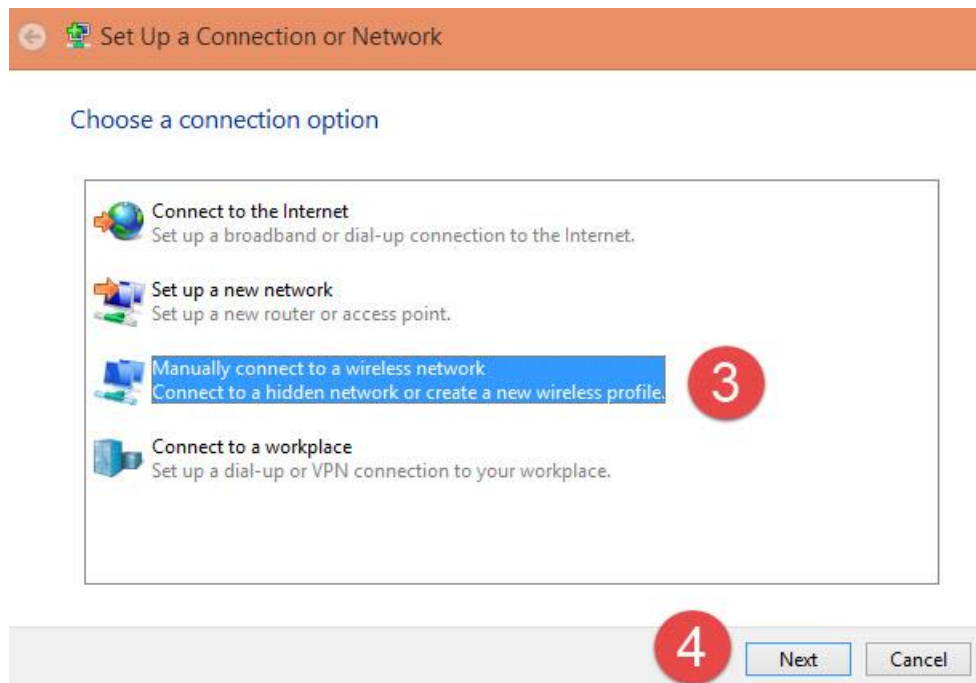 Set Up a Connection or Network
Choose a connection option
Connect to the Internet
Set up a broadband or dial-up connection to the Internet.
Set up a new network
Set up a new router or access point.
Manually connect to a wireless network
Connect to a hidden network or create a new wireless profile.
3
Connect to a workplace
Set up a dial-up or VPN connection to your workplace.
4
Next
Cancel